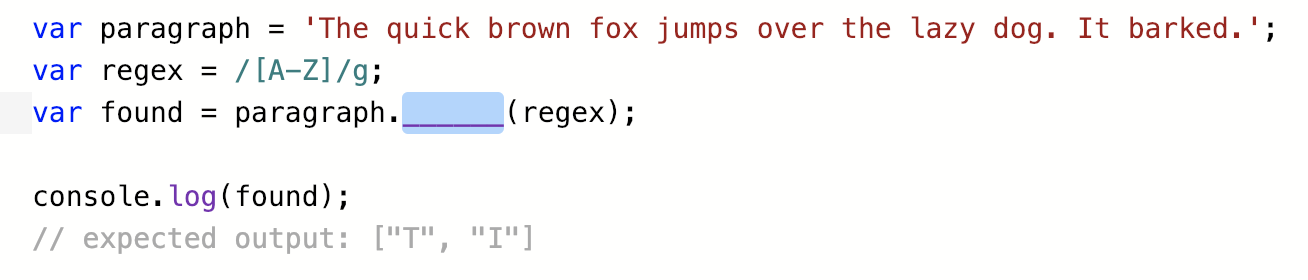 var paragraph = 'The quick brown fox jumps over the lazy dog. It barked.';
var regex = /[A-Z]/g;
var found = paragraph.______(regex);
console.log(found);
// expected output: ["T", "I"]